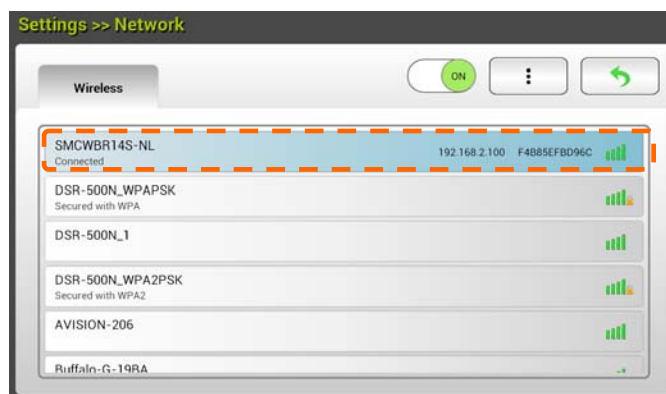 Settings >> Network
Wireless
ON
SMCWBR14S-NL
Connected
192.168.2.100 F4B85EFBD96C
DSR-500N_WPAPSK
Secured with WPA
DSR-500N_1
DSR-500N_WPA2PSK
Secured with WPA2
AVISION-206
Buffalo-G-19BA